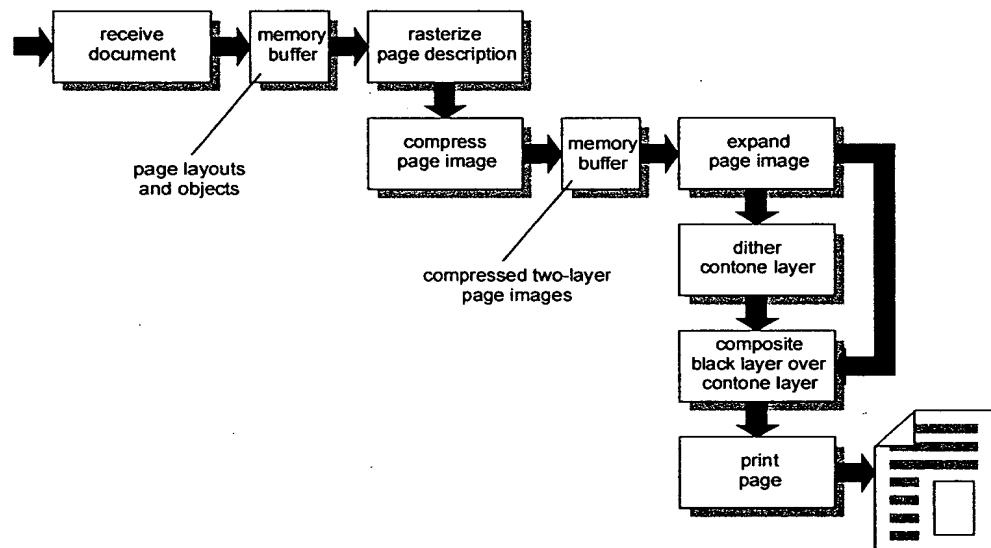 receive
document
memory
buffer
rasterize
page description
page layouts
and objects
compress
page image
memory
buffer
expand
page image
compressed two-layer
page images
dither
contone layer
composite
black layer over
contone layer
print
page